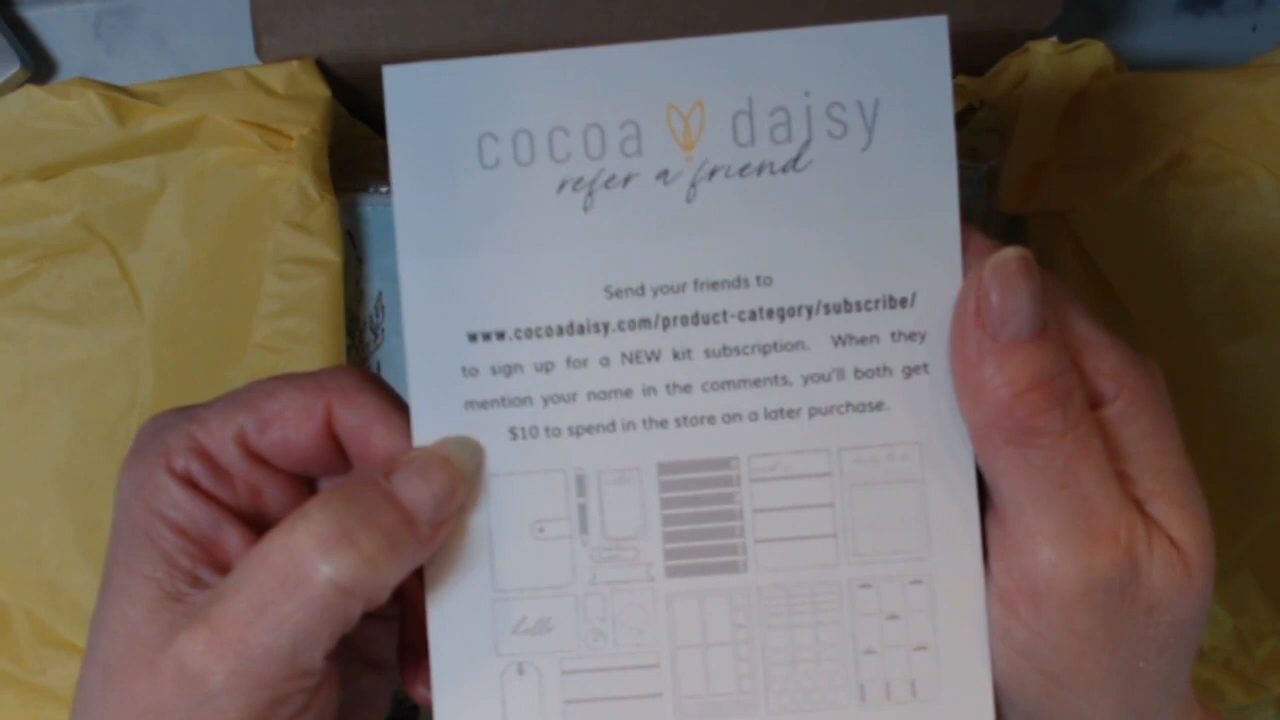 cocoa daisy
refer a friend
Send your friends to
www.cocoadaisy.com/product-category/subscribe/
to sign up for a NEW kit subscription. When they
mention your name in the comments, you'll both get
$10 to spend in the store on a later purchase.
hello